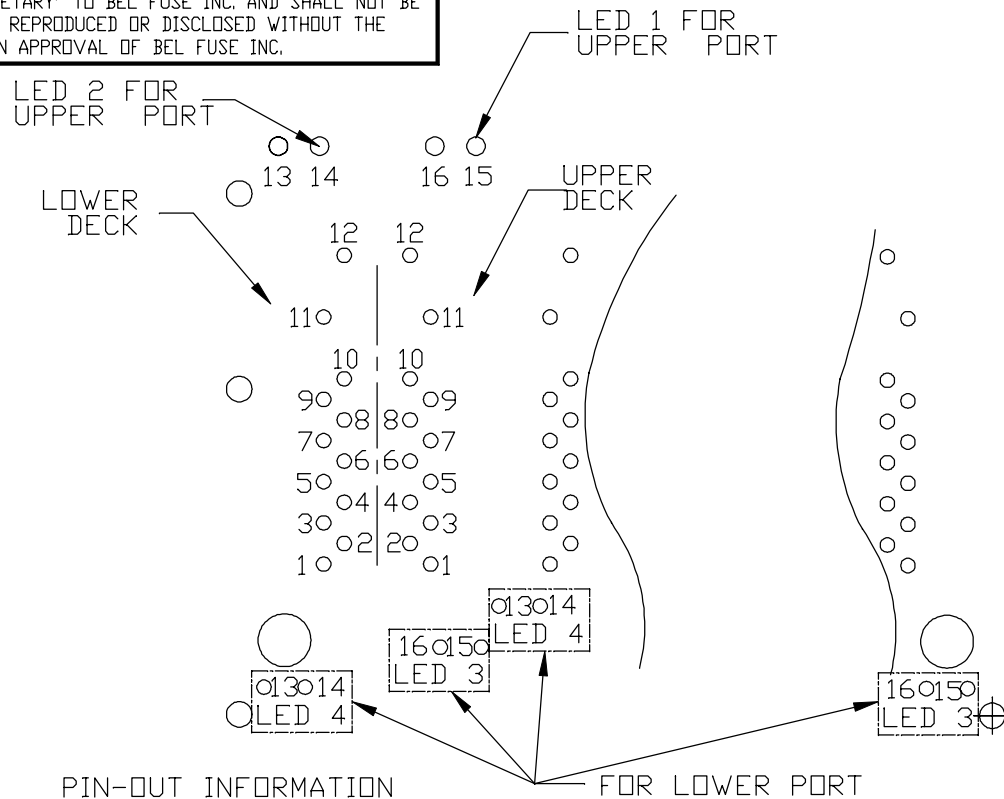 ETARY TO BEL FUSE INC. AND SHALL NOT BE
REPRODUCED OR DISCLOSED WITHOUT THE
N APPROVAL OF BEL FUSE INC.
LED 1 FOR
UPPER PORT
LED 2 FOR
UPPER PORT
13 14 16 15
LOWER
DECK
UPPER
DECK
12 12
11 11
10 10
9 9
8 8
7 7
6 6
5 5
4 4
3 3
2 2
1 1
13 14
LED 4
16 15
LED 3
13 14
LED 4
16 15
LED 3
PIN-OUT INFORMATION
FOR LOWER PORT